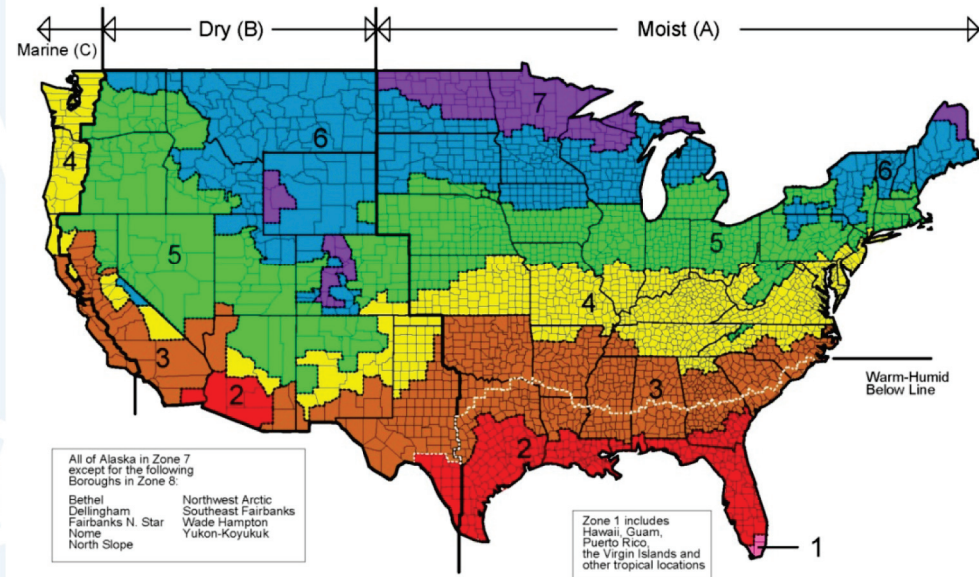 Dry (B)
Moist (A)
Marine (C)
7
6
6
4
5
5
4
3
3
2
2
Warm-Humid
Below Line
1
All of Alaska in Zone 7
except for the following
Boroughs in Zone 8:
Bethel
Dellingham
Fairbanks N. Star
Nome
North Slope
Northwest Arctic
Southeast Fairbanks
Wade Hampton
Yukon-Koyukuk
Zone 1 includes
Hawaii, Guam,
Puerto Rico,
the Virgin Islands and
other tropical locations